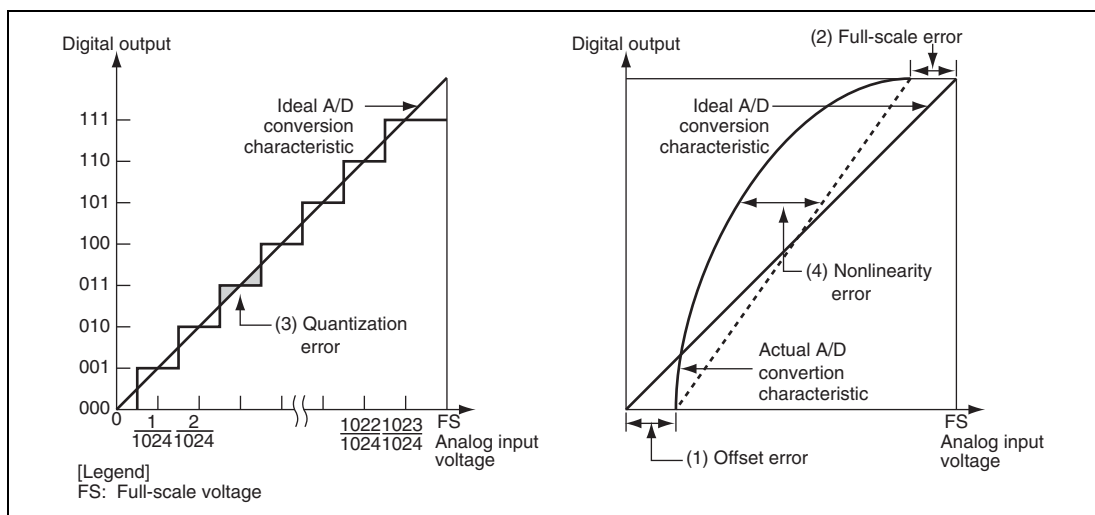 Digital output
111
110
101
100
011
010
001
000
0
1
1024
2
1024
1022
1024
1023
1024
FS
Analog input
voltage
Ideal A/D
conversion
characteristic
(3) Quantization
error
[Legend]
FS: Full-scale voltage
Digital output
(2) Full-scale error
Ideal A/D
conversion
characteristic
(4) Nonlinearity
error
Actual A/D
convertion
characteristic
FS
Analog input
voltage
(1) Offset error